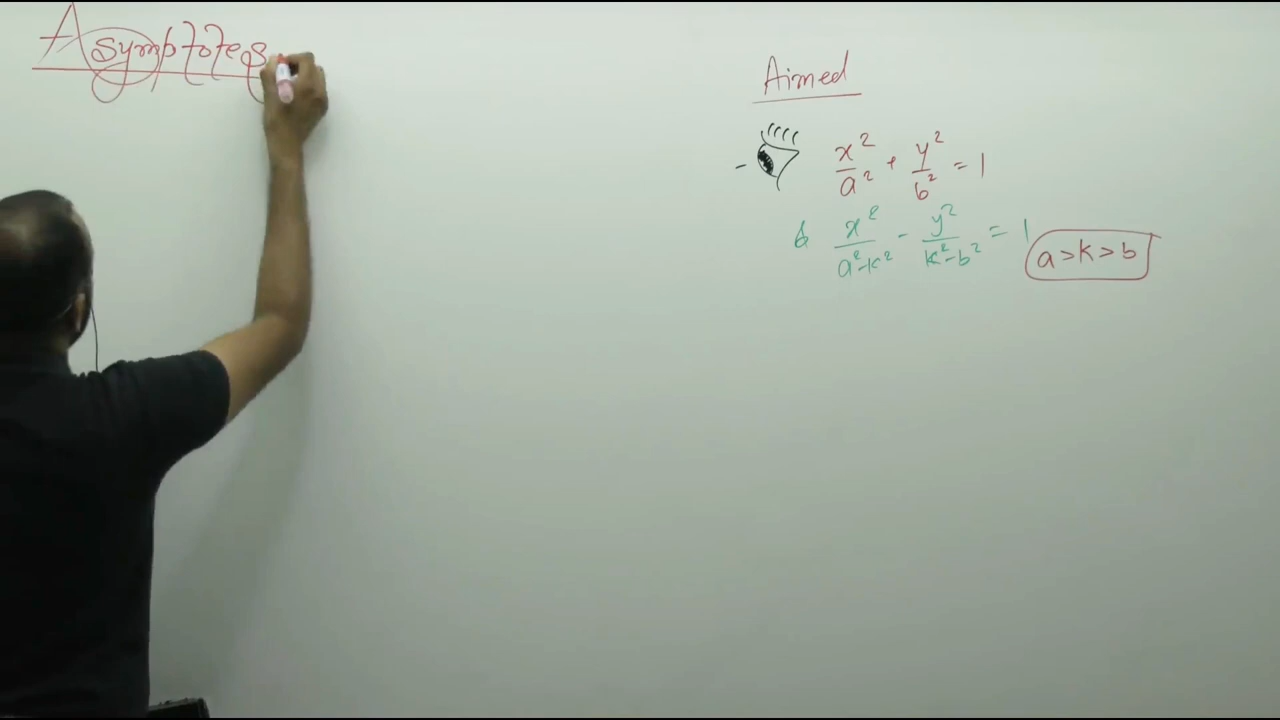 Asymptotes
Aimed
x²/a² + y²/b² = 1
& x²/a²-k² - y²/k²-b² = 1
a>k>b